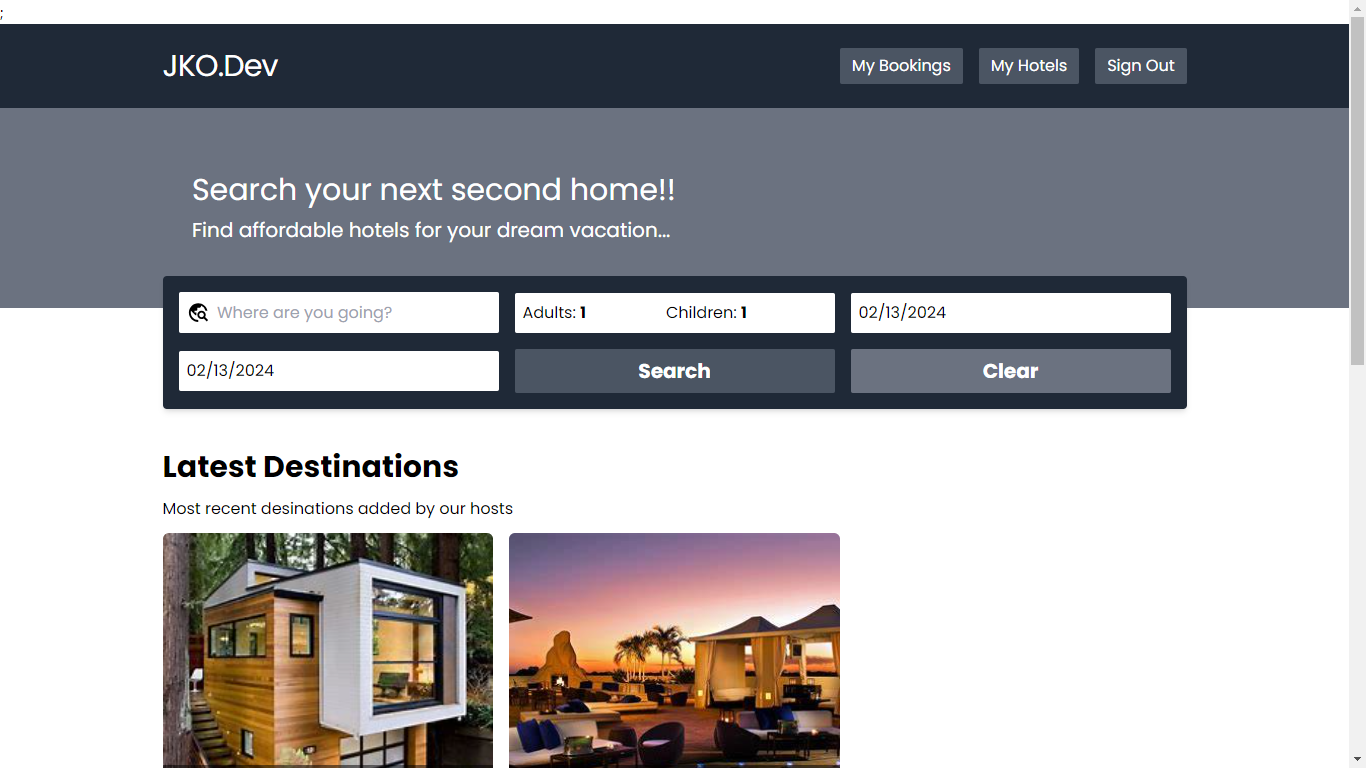 ;
JKO.Dev
My Bookings
My Hotels
Sign Out
Search your next second home!!
Find affordable hotels for your dream vacation...
Where are you going?
Adults: 1
Children: 1
02/13/2024
02/13/2024
Search
Clear
Latest Destinations
Most recent desinations added by our hosts